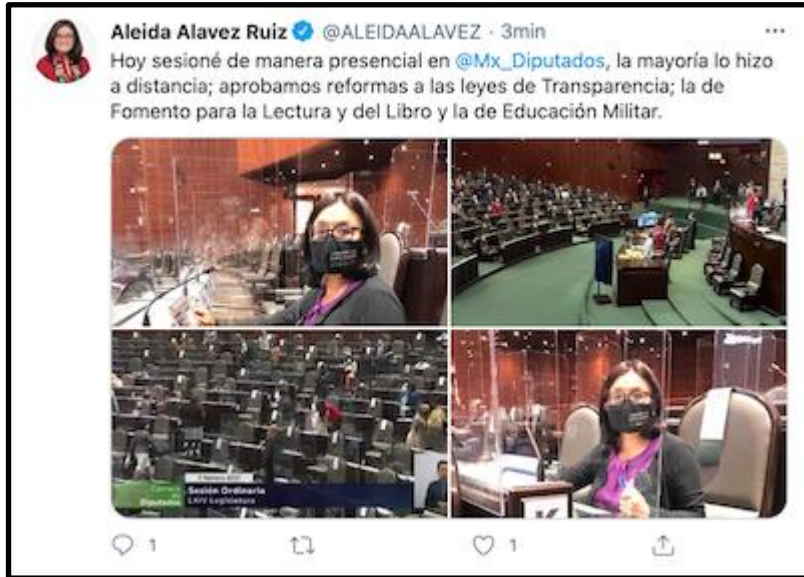 Aleida Alavez Ruiz @ALEIDAALAVEZ · 3min
Hoy sesioné de manera presencial en @Mx_Diputados, la mayoría lo hizo
a distancia; aprobamos reformas a las leyes de Transparencia; la de
Fomento para la Lectura y del Libro y la de Educación Militar.
Cámara de Diputados
Sesión Ordinaria
LXIV Legislatura
1
1